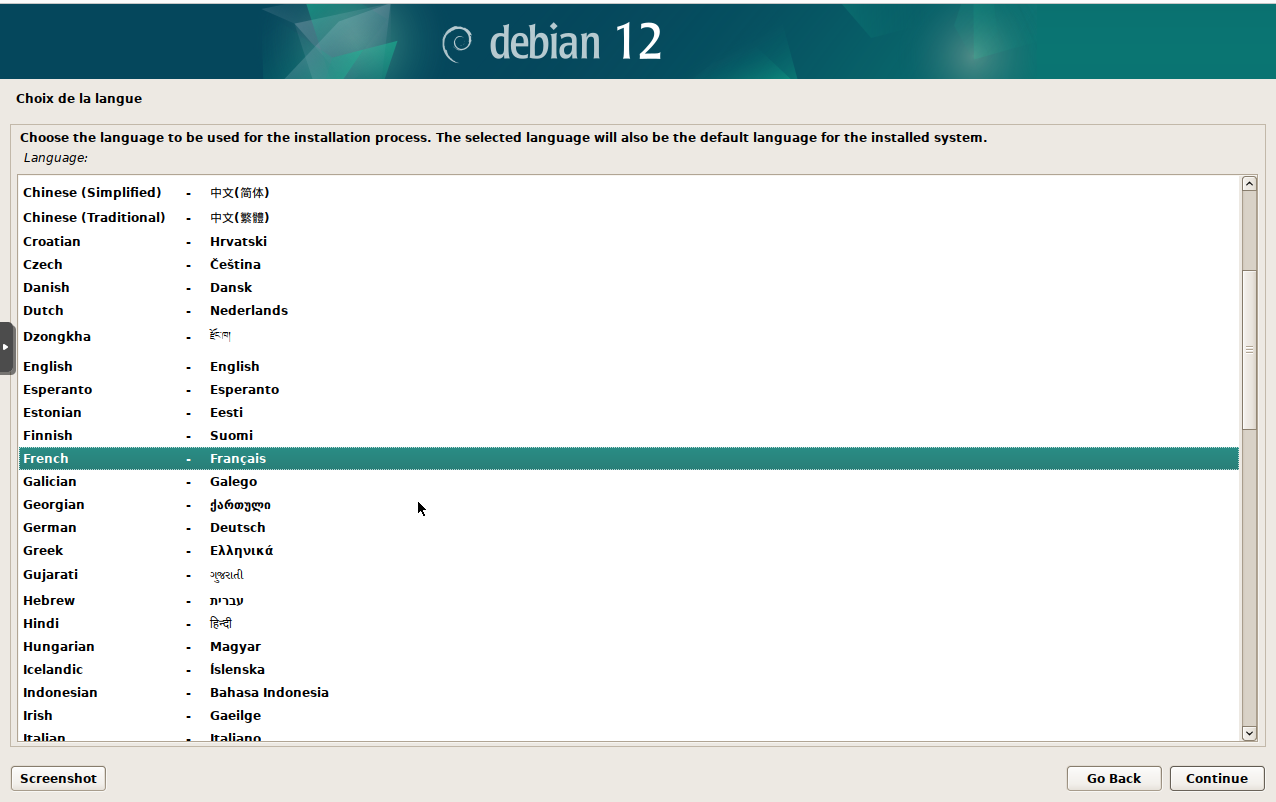 debian 12
Choix de la langue
Choose the language to be used for the installation process. The selected language will also be the default language for the installed system.
Language:
Chinese (Simplified) - 中文(简体)
Chinese (Traditional) - 中文(繁體)
Croatian - Hrvatski
Czech - Čeština
Danish - Dansk
Dutch - Nederlands
Dzongkha - རྫོང་ཁ།
English - English
Esperanto - Esperanto
Estonian - Eesti
Finnish - Suomi
French - Français
Galician - Galego
Georgian - ქართული
German - Deutsch
Greek - Ελληνικά
Gujarati - ગુજરાતી
Hebrew - עברית
Hindi - हिन्दी
Hungarian - Magyar
Icelandic - Íslenska
Indonesian - Bahasa Indonesia
Irish - Gaeilge
Italian - Italiano
Screenshot Go Back Continue